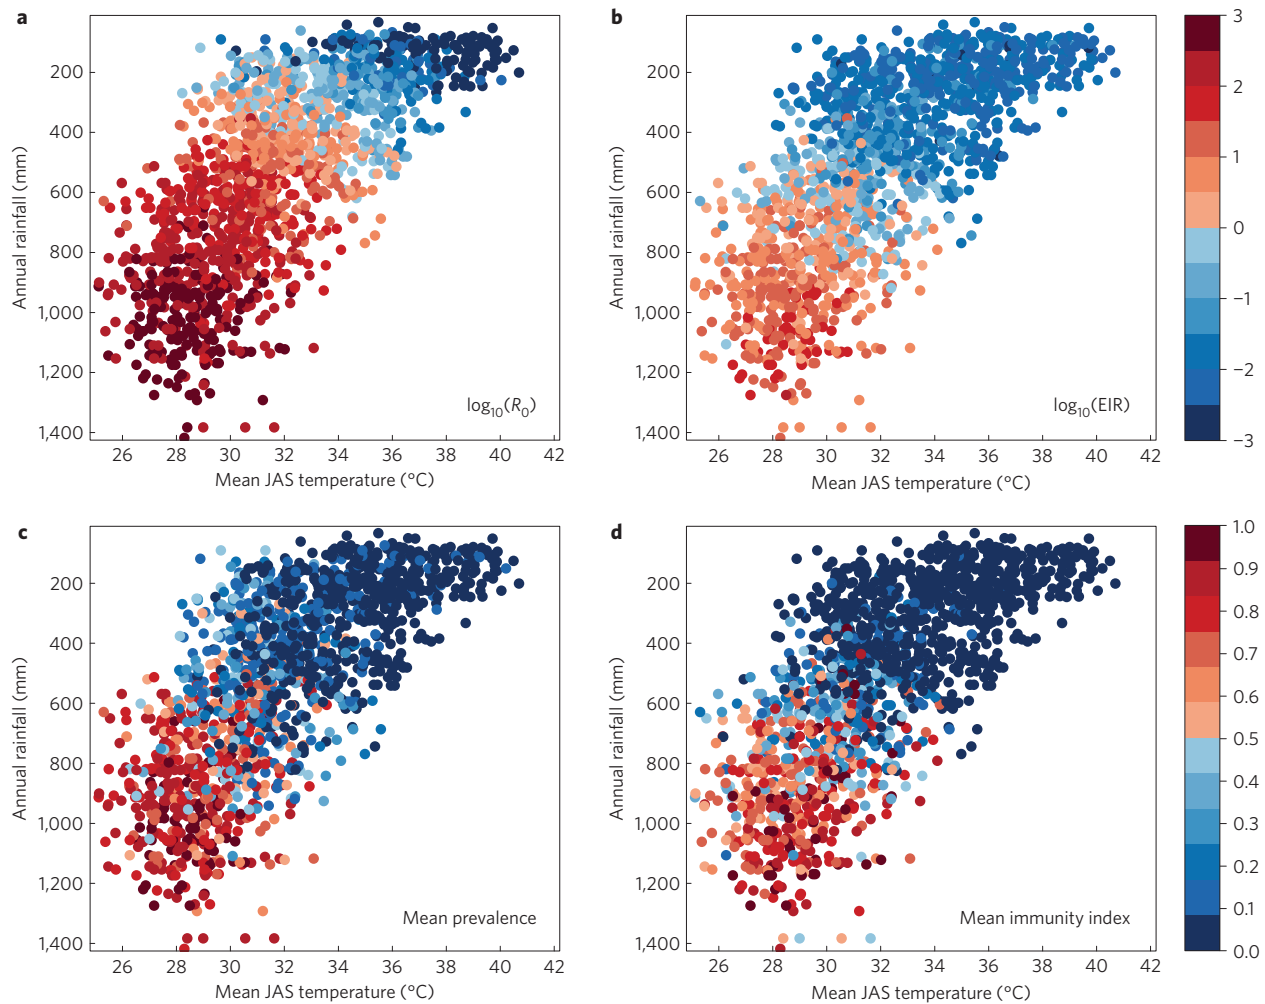 a
200
400
600
800
1,000
1,200
1,400
Annual rainfall (mm)
26 28 30 32 34 36 38 40 42
Mean JAS temperature (°C)
log10(R0)
b
200
400
600
800
1,000
1,200
1,400
Annual rainfall (mm)
26 28 30 32 34 36 38 40 42
Mean JAS temperature (°C)
log10(EIR)
3
2
1
0
−1
−2
−3
c
200
400
600
800
1,000
1,200
1,400
Annual rainfall (mm)
26 28 30 32 34 36 38 40 42
Mean JAS temperature (°C)
Mean prevalence
d
200
400
600
800
1,000
1,200
1,400
Annual rainfall (mm)
26 28 30 32 34 36 38 40 42
Mean JAS temperature (°C)
Mean immunity index
1.0
0.9
0.8
0.7
0.6
0.5
0.4
0.3
0.2
0.1
0.0